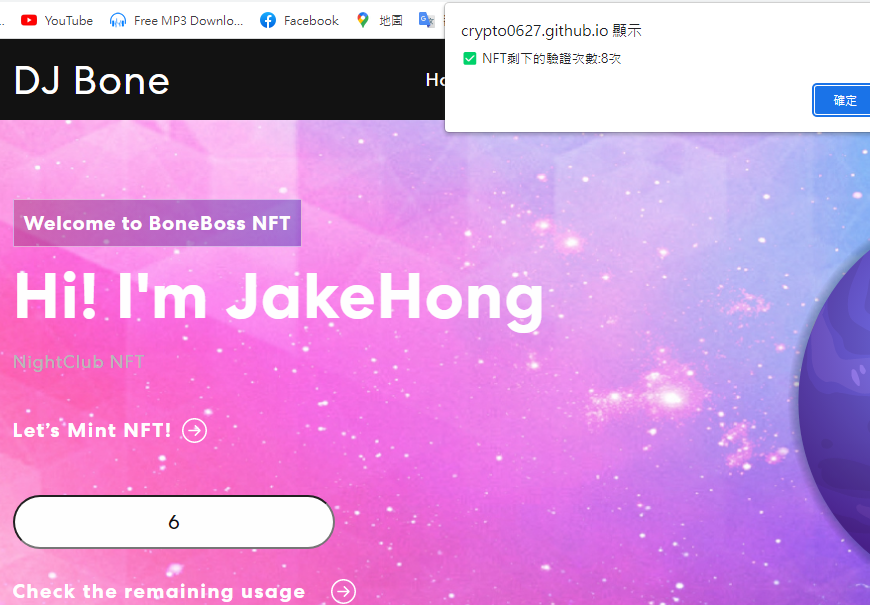 YouTube
Free MP3 Downlo...
Facebook
地圖
crypto0627.github.io 顯示
NFT剩下的驗證次數:8次
確定
DJ Bone
Welcome to BoneBoss NFT
Hi! I'm JakeHong
NightClub NFT
Let's Mint NFT!
6
Check the remaining usage